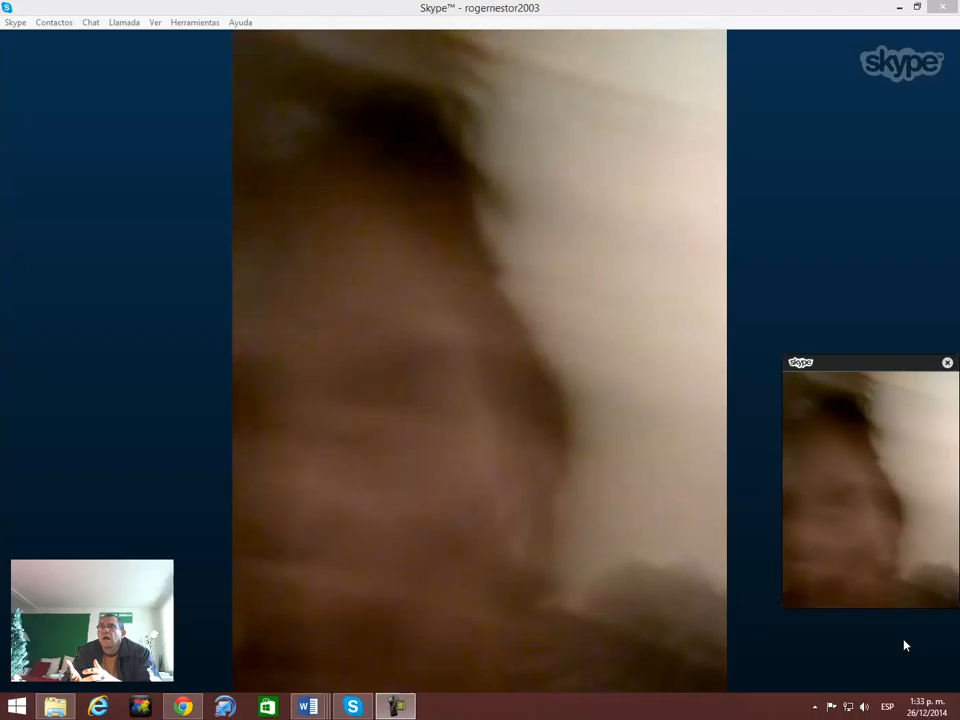 Skype™ - rogernestor2003
Skype Contactos Chat Llamada Ver Herramientas Ayuda
skype
skype
ESP
1:33 p. m.
26/12/2014